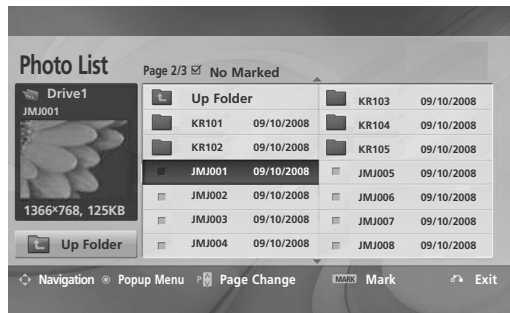 Photo List
Page 2/3 ☑ No Marked
Drive1
JMJ001
1366×768, 125KB
Up Folder
Up Folder
KR101 09/10/2008
KR102 09/10/2008
JMJ001 09/10/2008
JMJ002 09/10/2008
JMJ003 09/10/2008
JMJ004 09/10/2008
KR103 09/10/2008
KR104 09/10/2008
KR105 09/10/2008
JMJ005 09/10/2008
JMJ006 09/10/2008
JMJ007 09/10/2008
JMJ008 09/10/2008
Navigation Popup Menu P Page Change MARK Mark Exit